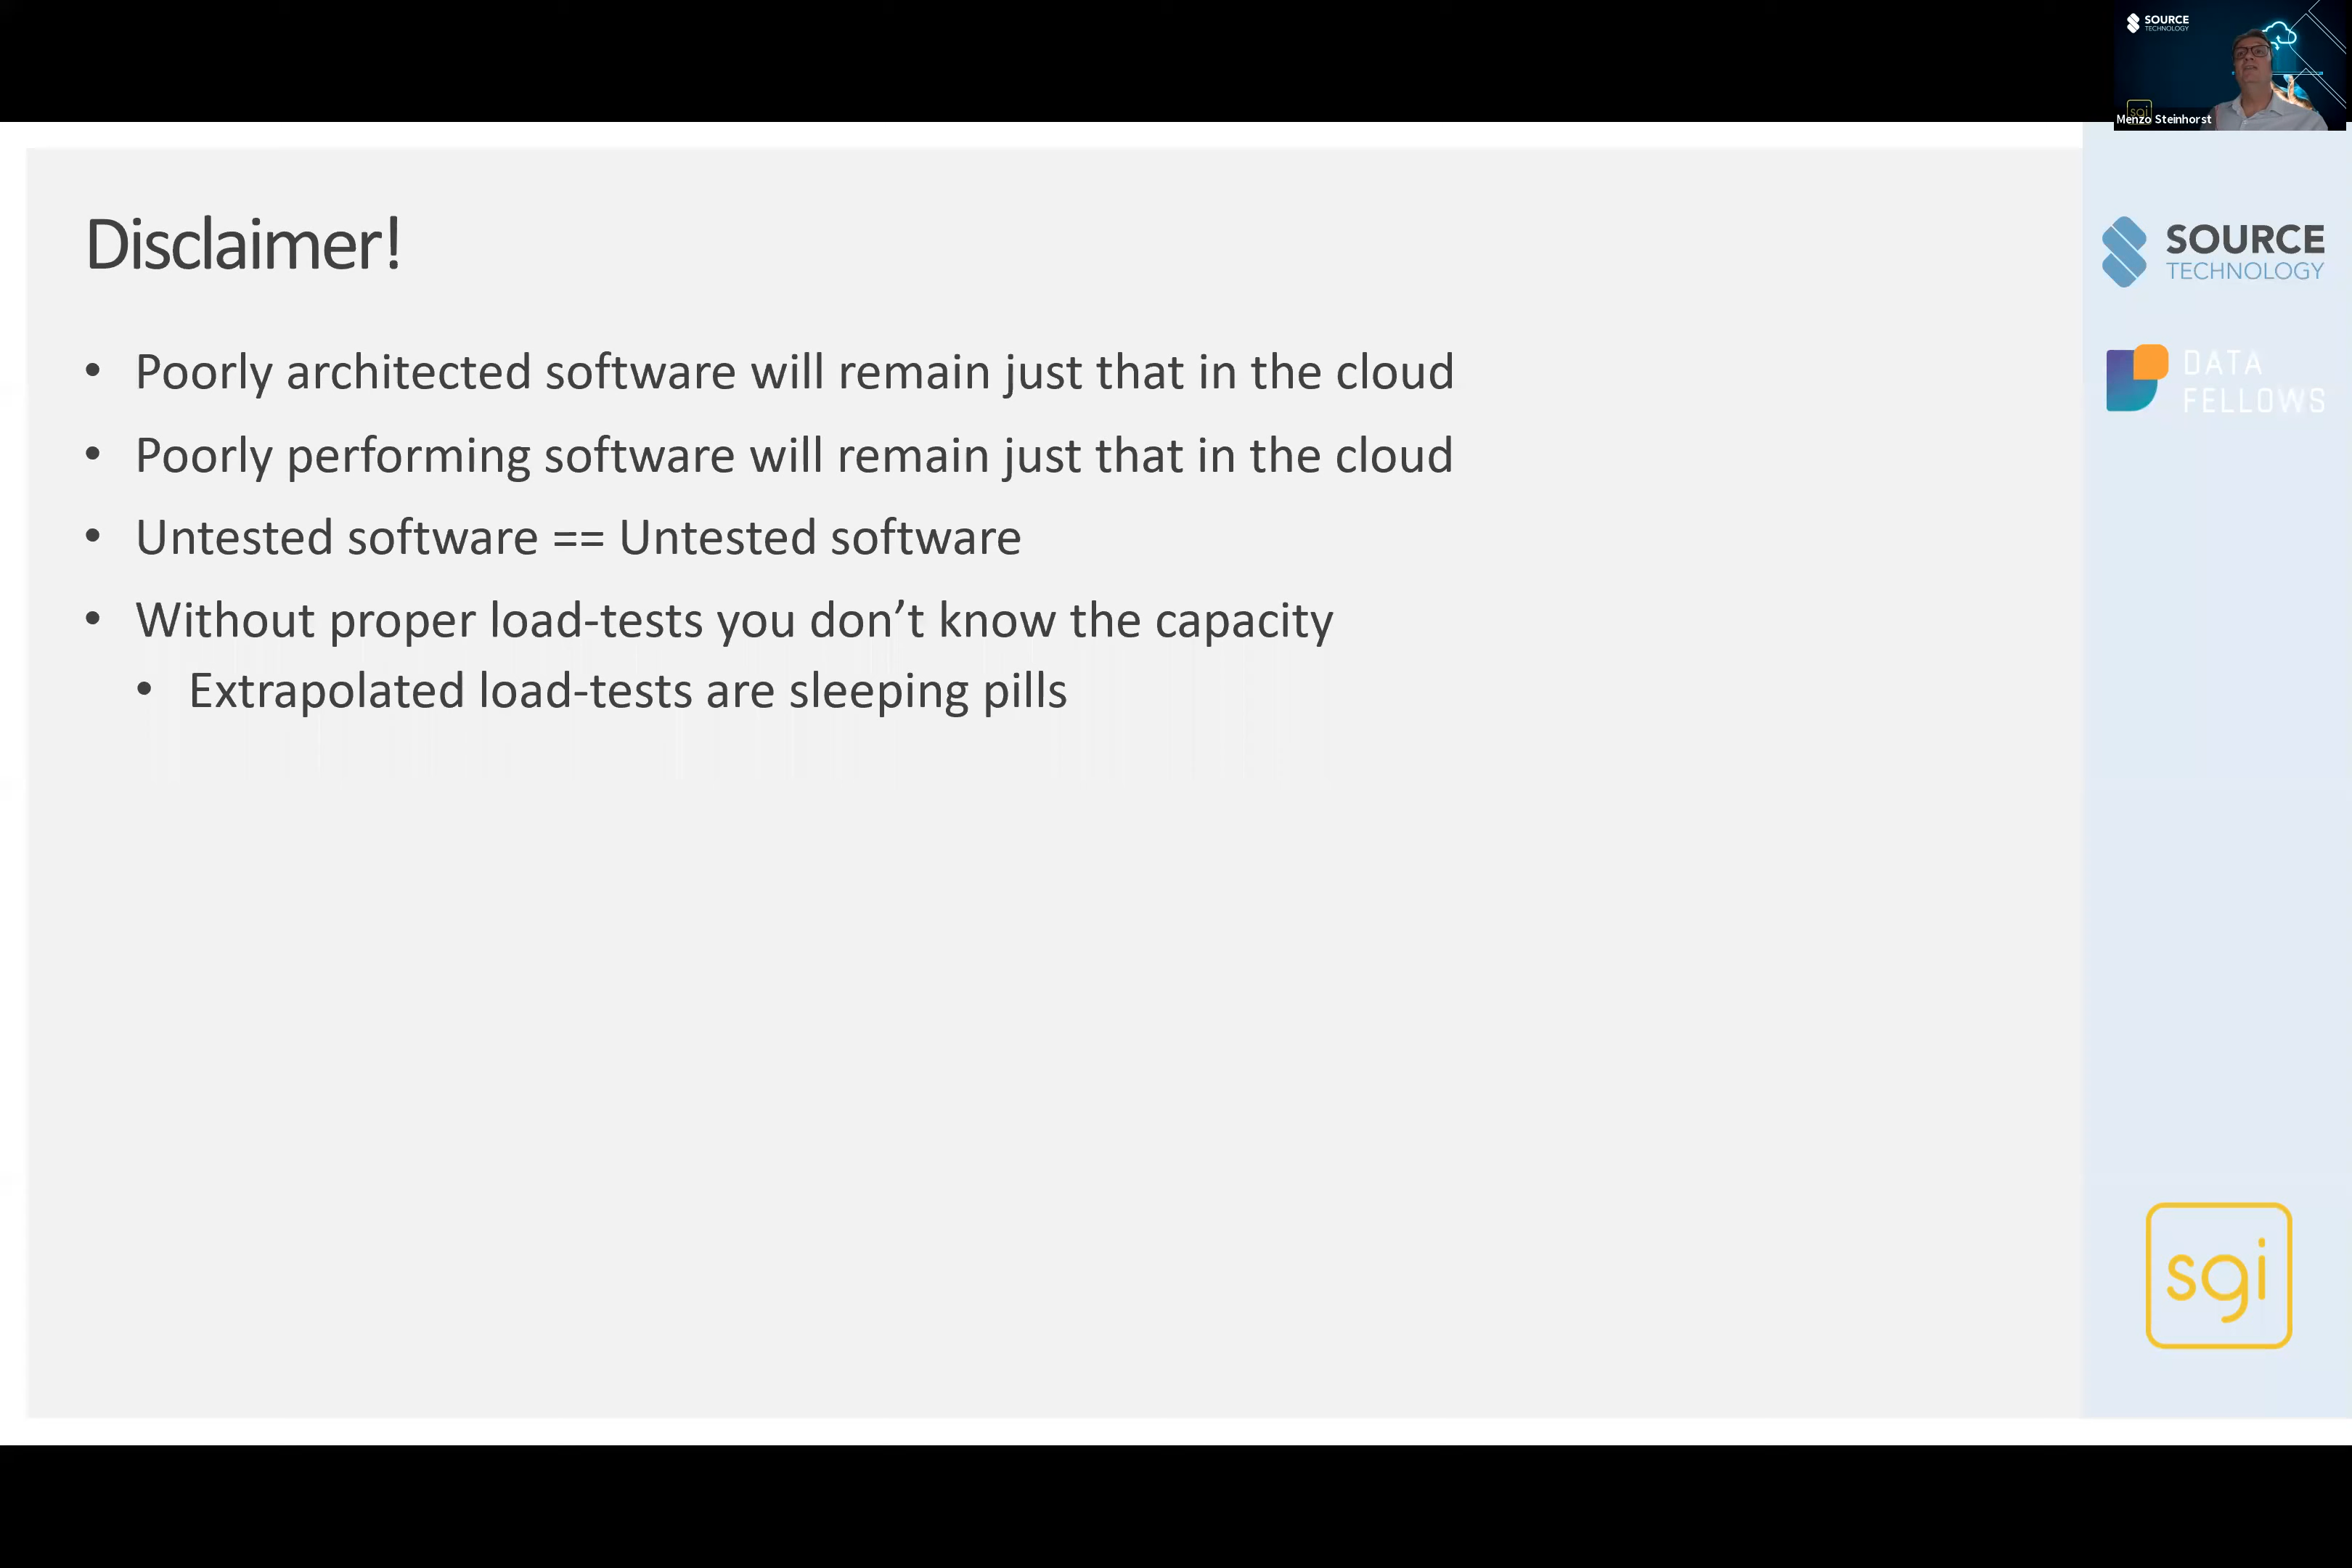 SOURCE
TECHNOLOGY
sgi
Menzo Steinhorst
Disclaimer!
• Poorly architected software will remain just that in the cloud
• Poorly performing software will remain just that in the cloud
• Untested software == Untested software
• Without proper load-tests you don’t know the capacity
• Extrapolated load-tests are sleeping pills
SOURCE
TECHNOLOGY
DATA
FELLOWS
sgi